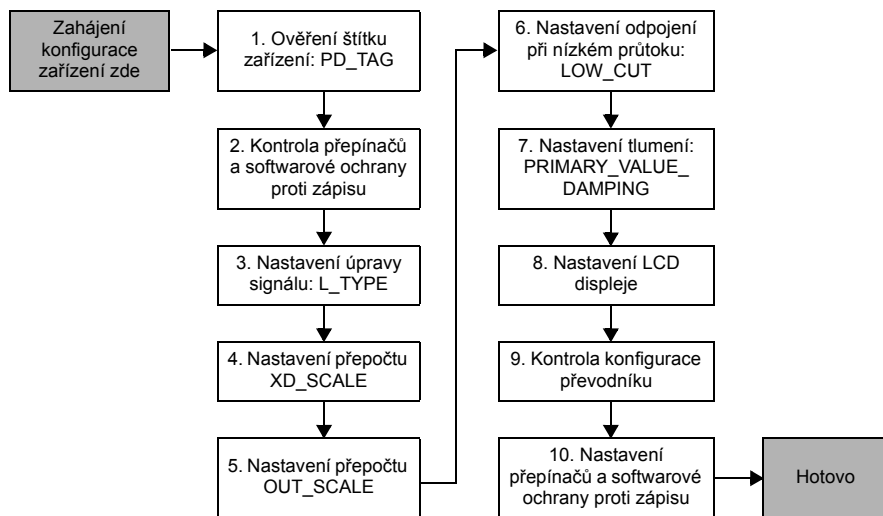 Zahájení
konfigurace
zařízení zde
1. Ověření štítku
zařízení: PD_TAG
2. Kontrola přepínačů
a softwarové ochrany
proti zápisu
3. Nastavení úpravy
signálu: L_TYPE
4. Nastavení přepočtu
XD_SCALE
5. Nastavení přepočtu
OUT_SCALE
6. Nastavení odpojení
při nízkém průtoku:
LOW_CUT
7. Nastavení tlumení:
PRIMARY_VALUE_
DAMPING
8. Nastavení LCD
displeje
9. Kontrola konfigurace
převodníku
10. Nastavení
přepínačů a softwarové
ochrany proti zápisu
Hotovo